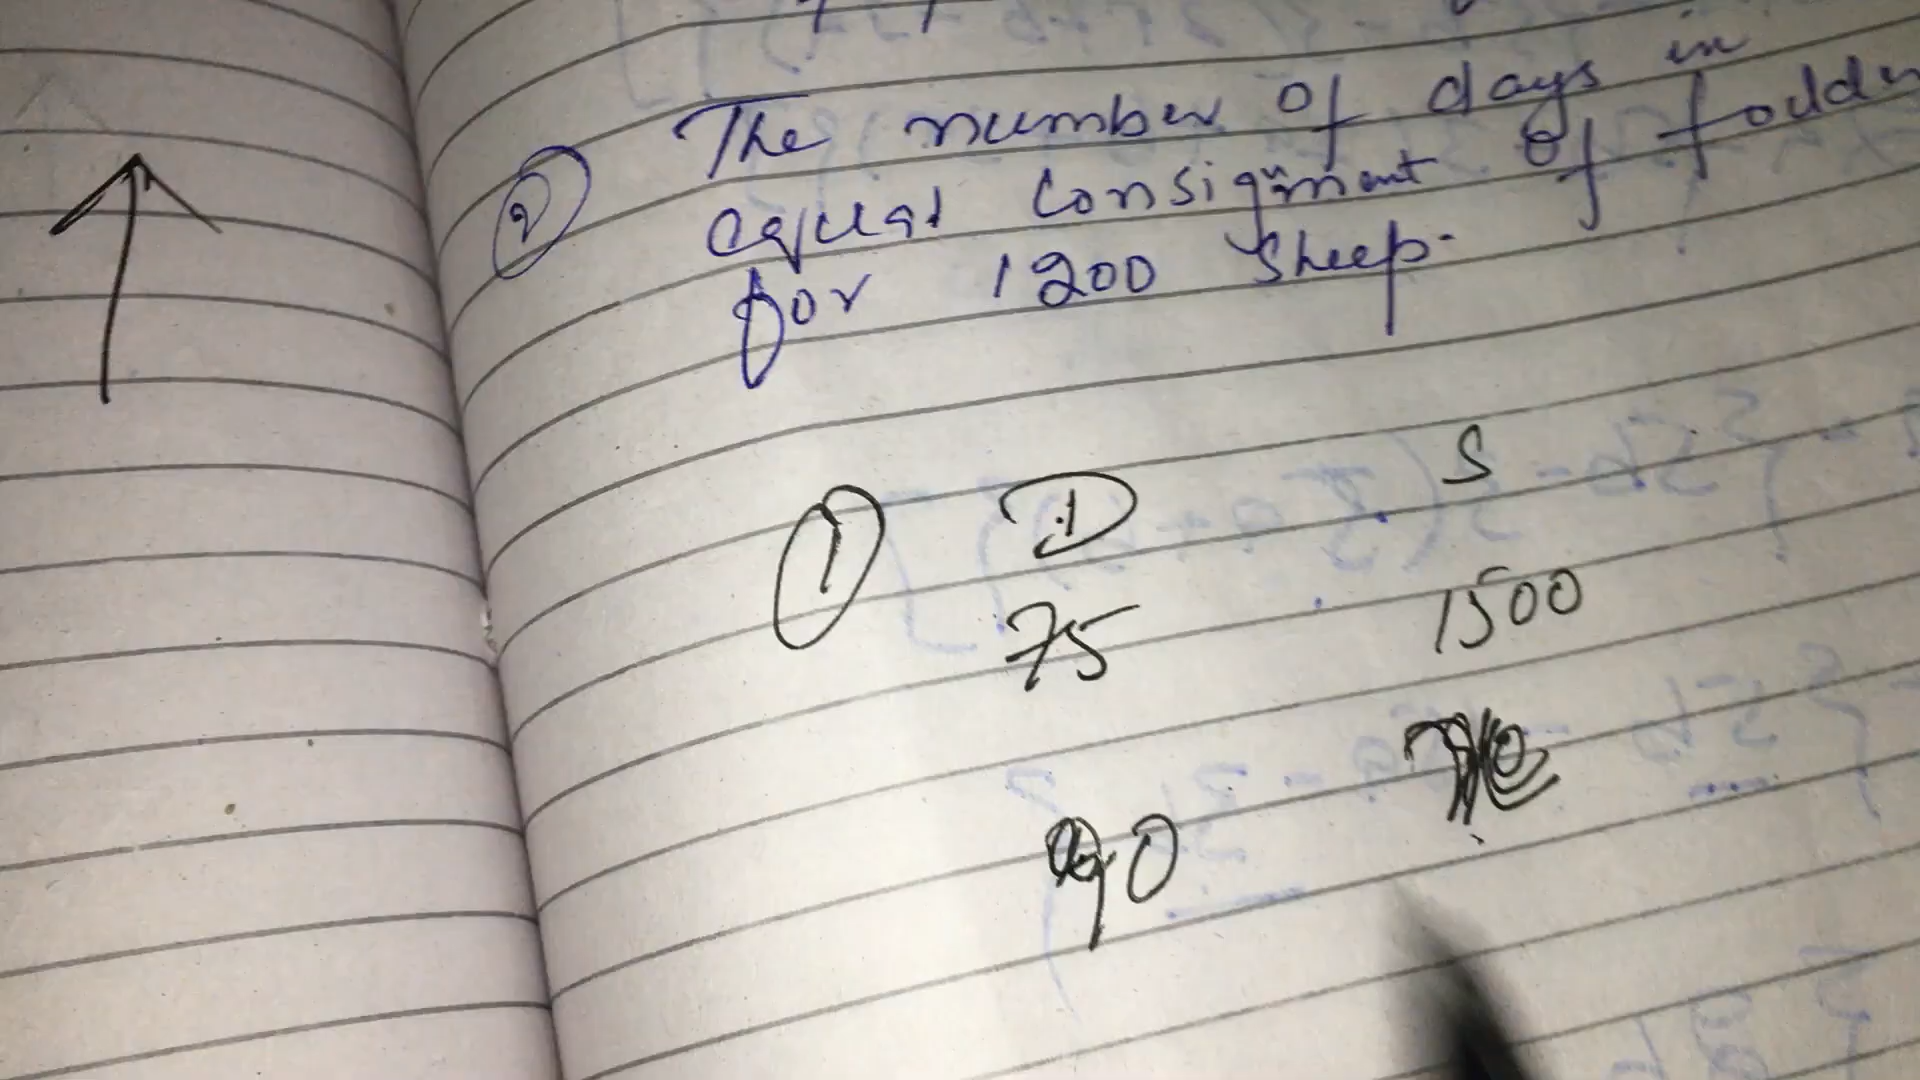 ② The number of days in
equal consignment of fodder
for 1200 sheep.
① D S
75 1500
90